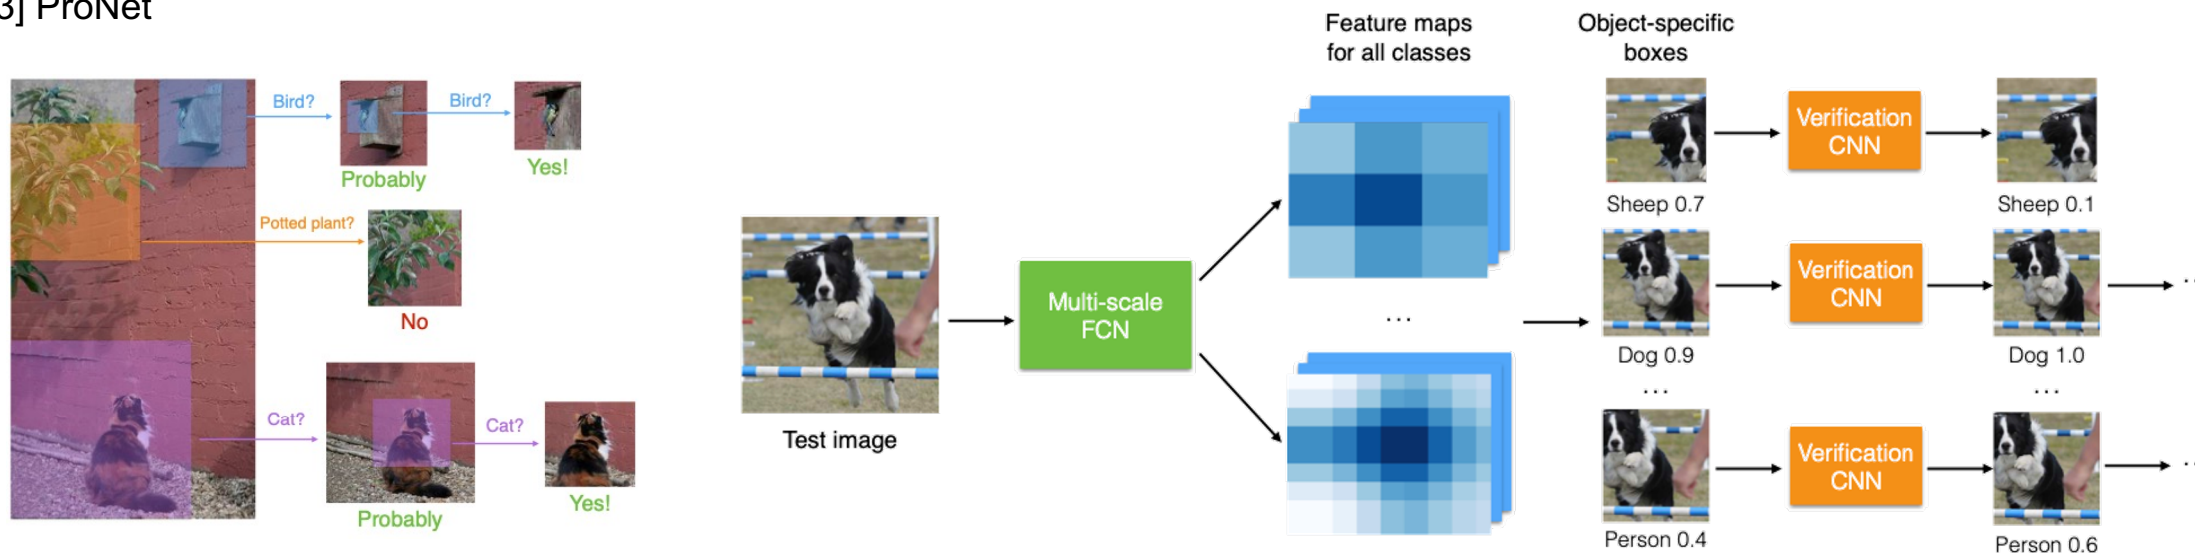 3] ProNet
Bird?
Bird?
Probably
Yes!
Potted plant?
No
Cat?
Cat?
Probably
Yes!
Test image
Multi-scale
FCN
Feature maps
for all classes
...
Object-specific
boxes
Sheep 0.7
Verification
CNN
Sheep 0.1
Dog 0.9
Verification
CNN
Dog 1.0
...
...
...
Person 0.4
Verification
CNN
Person 0.6
...